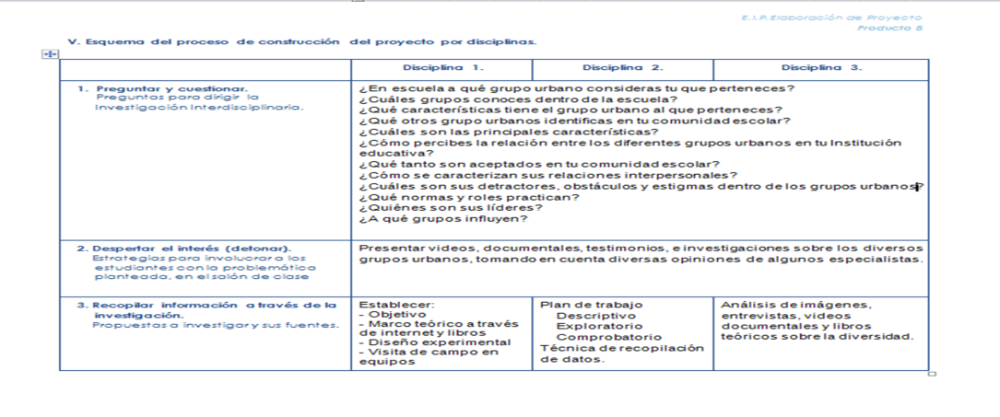 E.I.P.Elaboración de Proyecto
Producto 8
V. Esquema del proceso de construcción del proyecto por disciplinas.
Disciplina 1.
Disciplina 2.
Disciplina 3.
1. Preguntar y cuestionar.
Preguntas para dirigir la
Investigación Interdisciplinaria.
¿En escuela a qué grupo urbano consideras tu que perteneces?
¿Cuáles grupos conoces dentro de la escuela?
¿Qué características tiene el grupo urbano al que perteneces?
¿Qué otros grupo urbanos identificas en tu comunidad escolar?
¿Cuáles son las principales características?
¿Cómo percibes la relación entre los diferentes grupos urbanos en tu Institución
educativa?
¿Qué tanto son aceptados en tu comunidad escolar?
¿Cómo se caracterizan sus relaciones interpersonales?
¿Cuáles son sus detractores, obstáculos y estigmas dentro de los grupos urbanos?
¿Qué normas y roles practican?
¿Quiénes son sus líderes?
¿A qué grupos influyen?
2. Despertar el interés (detonar).
Estrategias para involucrar a los
estudiantes con la problemática
planteada, en el salón de clase
Presentar videos, documentales, testimonios, e investigaciones sobre los diversos
grupos urbanos, tomando en cuenta diversas opiniones de algunos especialistas.
3. Recopilar información a través de la
investigación.
Propuestas a investigar y sus fuentes.
Establecer:
- Objetivo
- Marco teórico a través
de internet y libros
- Diseño experimental
- Visita de campo en
equipos
Plan de trabajo
Descriptivo
Exploratorio
Comprobatorio
Técnica de recopilación
de datos.
Análisis de imágenes,
entrevistas, videos
documentales y libros
teóricos sobre la diversidad.